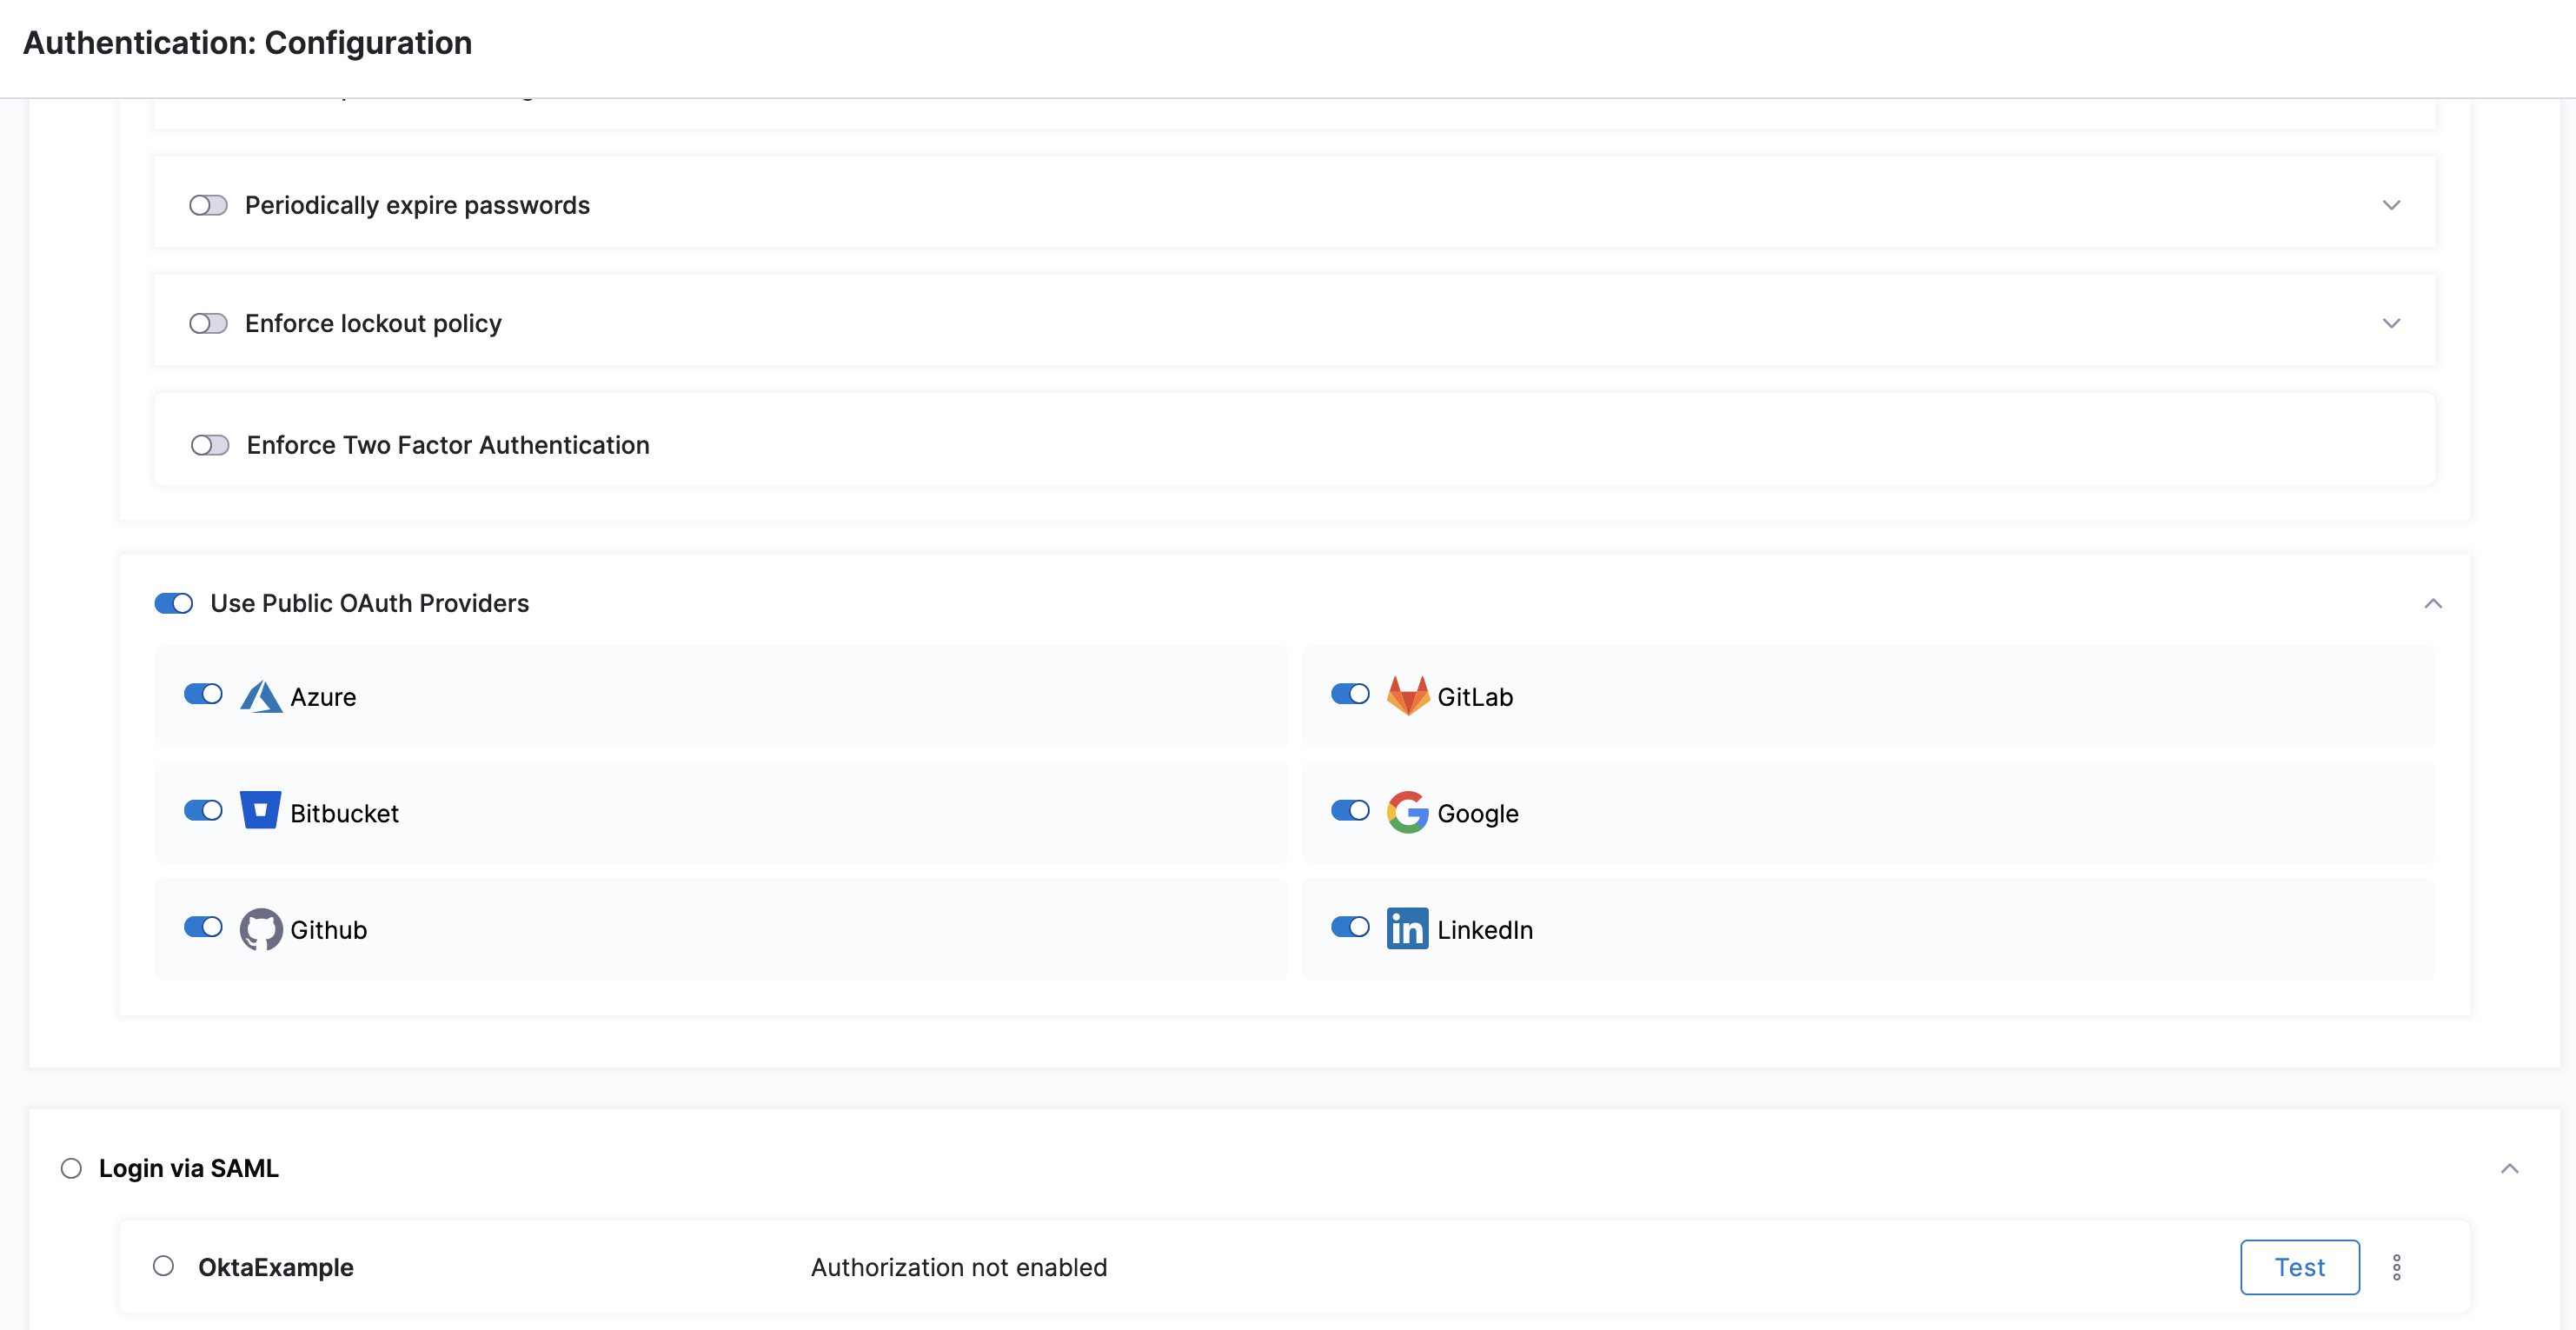 Authentication: Configuration
Periodically expire passwords
Enforce lockout policy
Enforce Two Factor Authentication
Use Public OAuth Providers
Azure
GitLab
Bitbucket
Google
Github
LinkedIn
Login via SAML
OktaExample
Authorization not enabled
Test